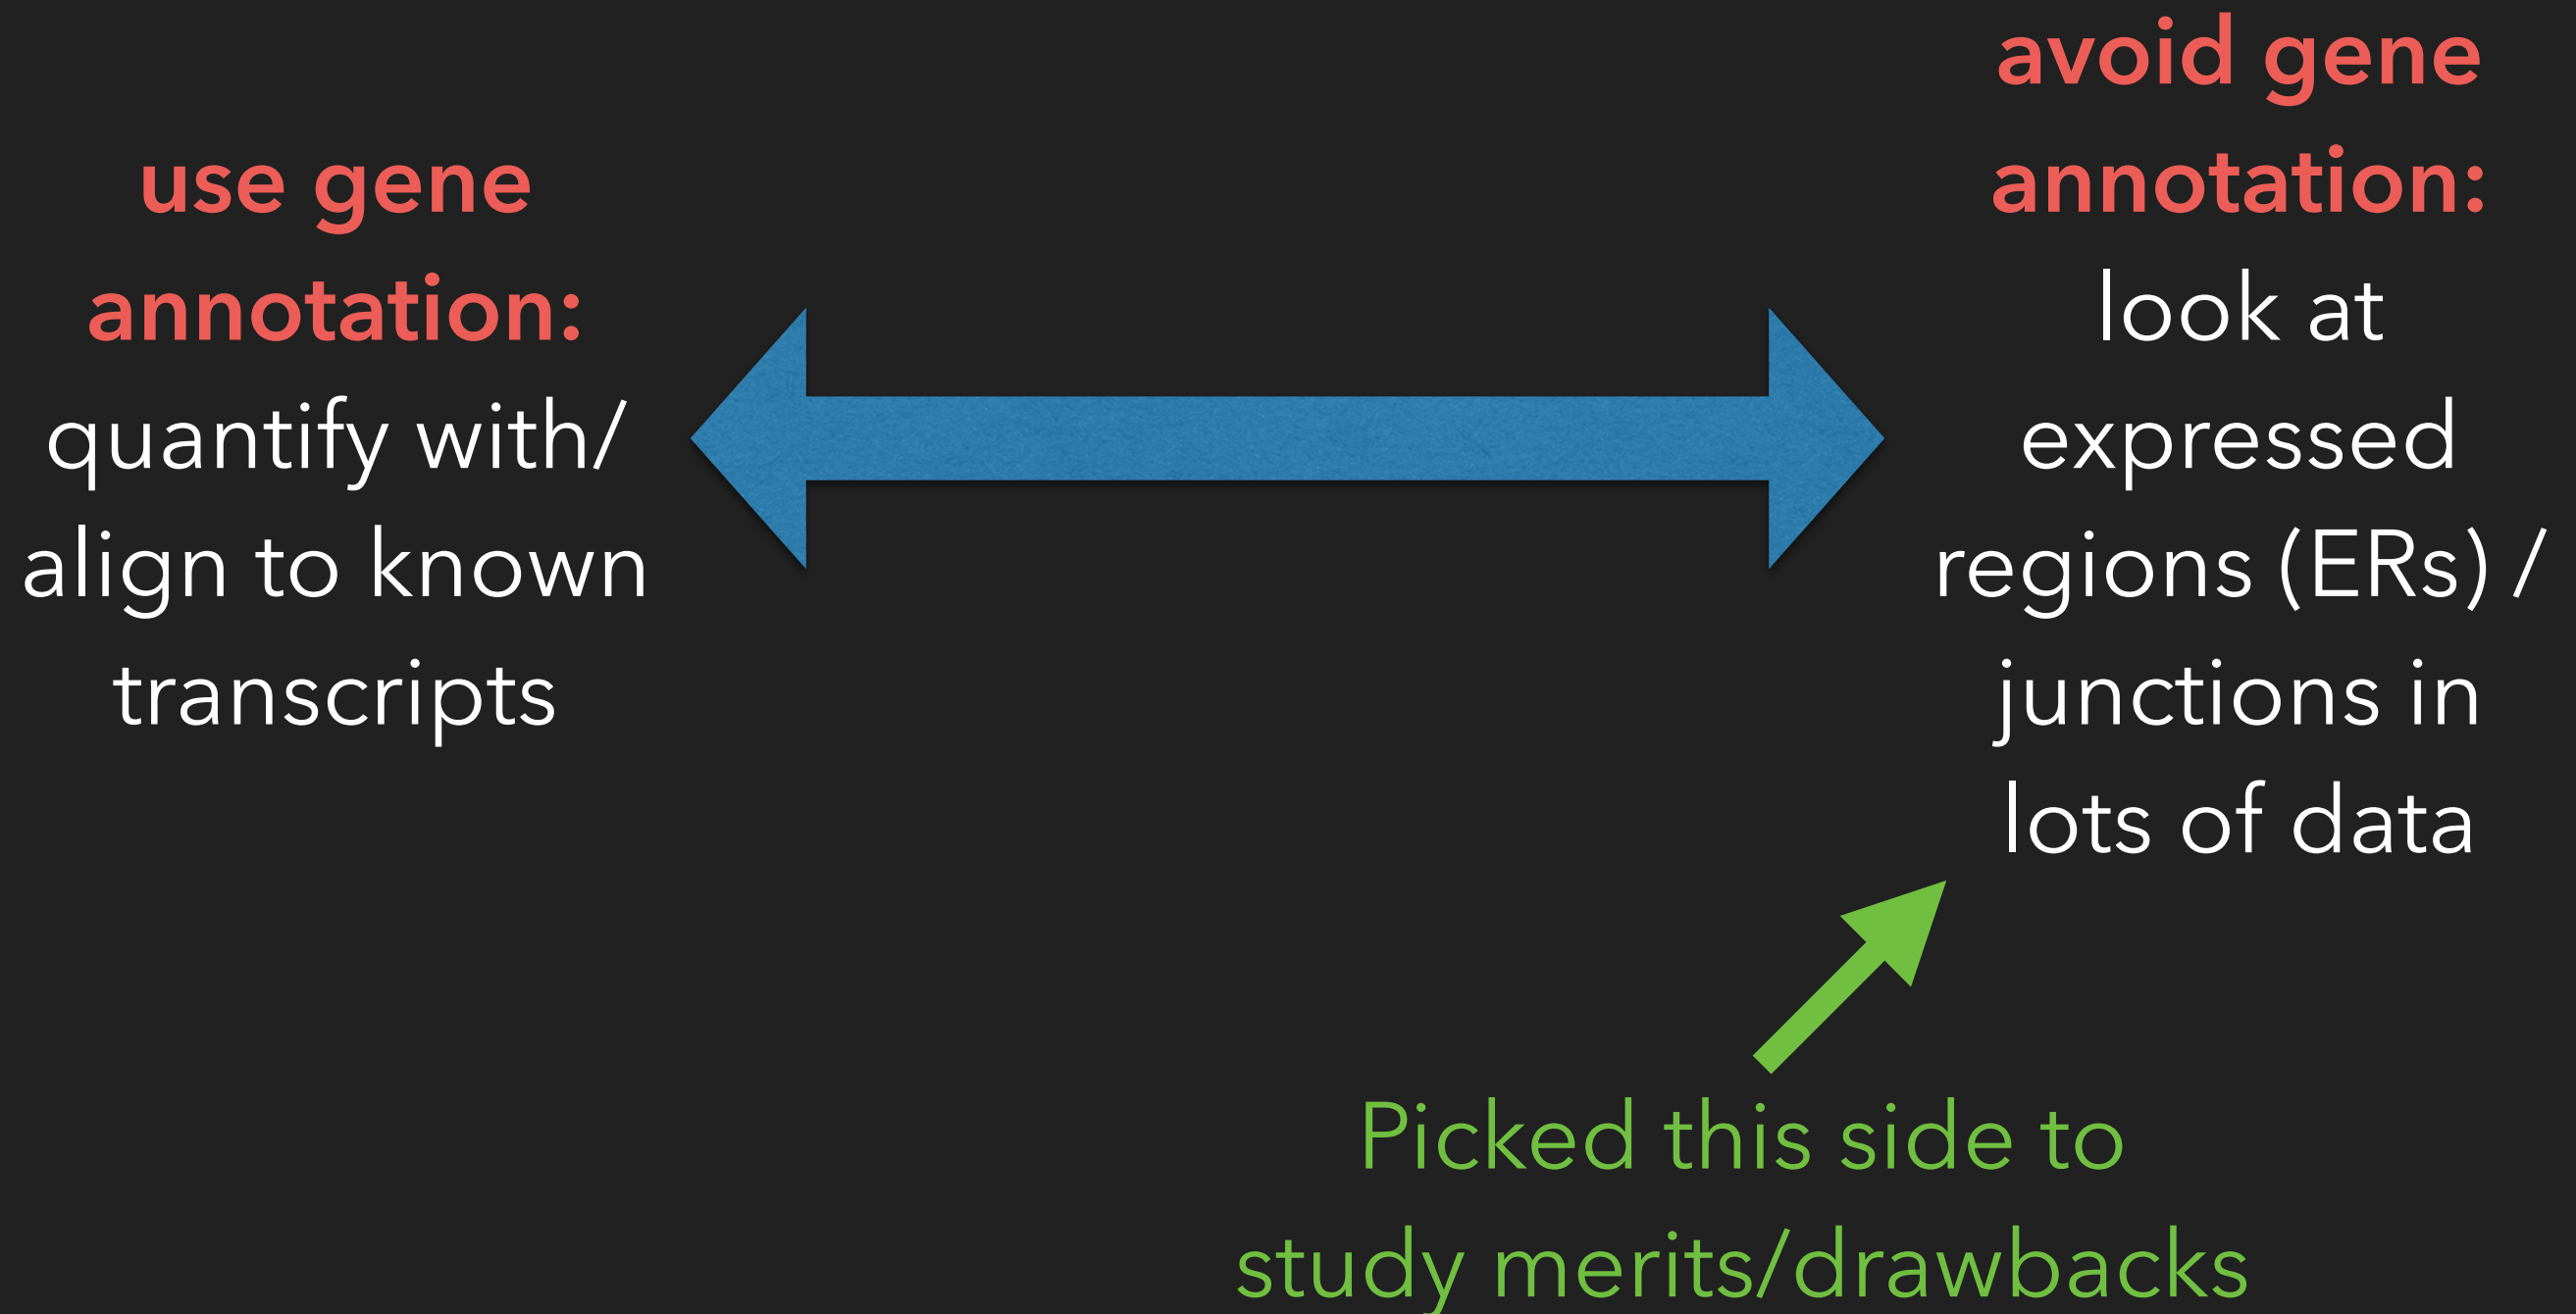 use gene
annotation:
quantify with/
align to known
transcripts
avoid gene
annotation:
look at
expressed
regions (ERs) /
junctions in
lots of data
Picked this side to
study merits/drawbacks